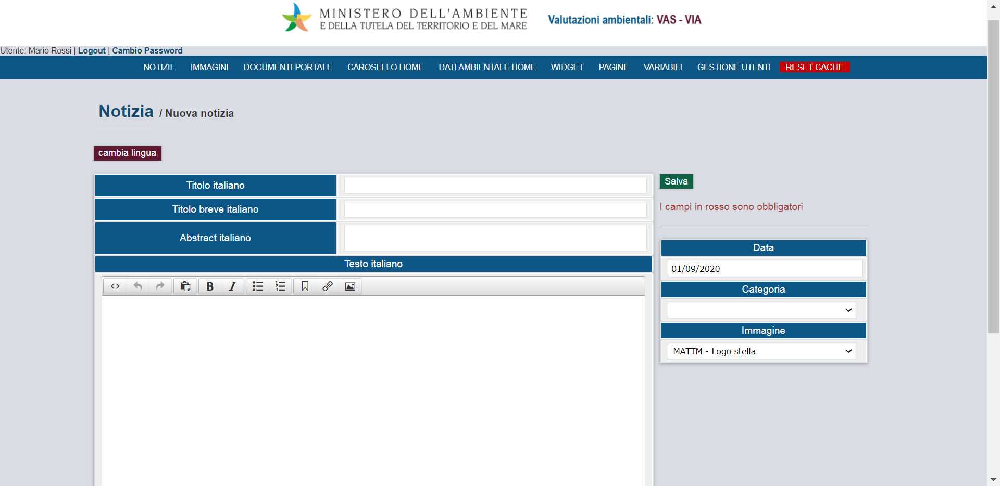 MINISTERO DELL'AMBIENTE
E DELLA TUTELA DEL TERRITORIO E DEL MARE
Valutazioni ambientali: VAS - VIA
Utente: Mario Rossi | Logout | Cambio Password
NOTIZIE IMMAGINI DOCUMENTI PORTALE CAROSELLO HOME DATI AMBIENTALE HOME WIDGET PAGINE VARIABILI GESTIONE UTENTI RESET CACHE
Notizia / Nuova notizia
cambia lingua
Titolo italiano
Titolo breve italiano
Abstract italiano
Testo italiano
Salva
I campi in rosso sono obbligatori
Data
01/09/2020
Categoria
Immagine
MATTM - Logo stella